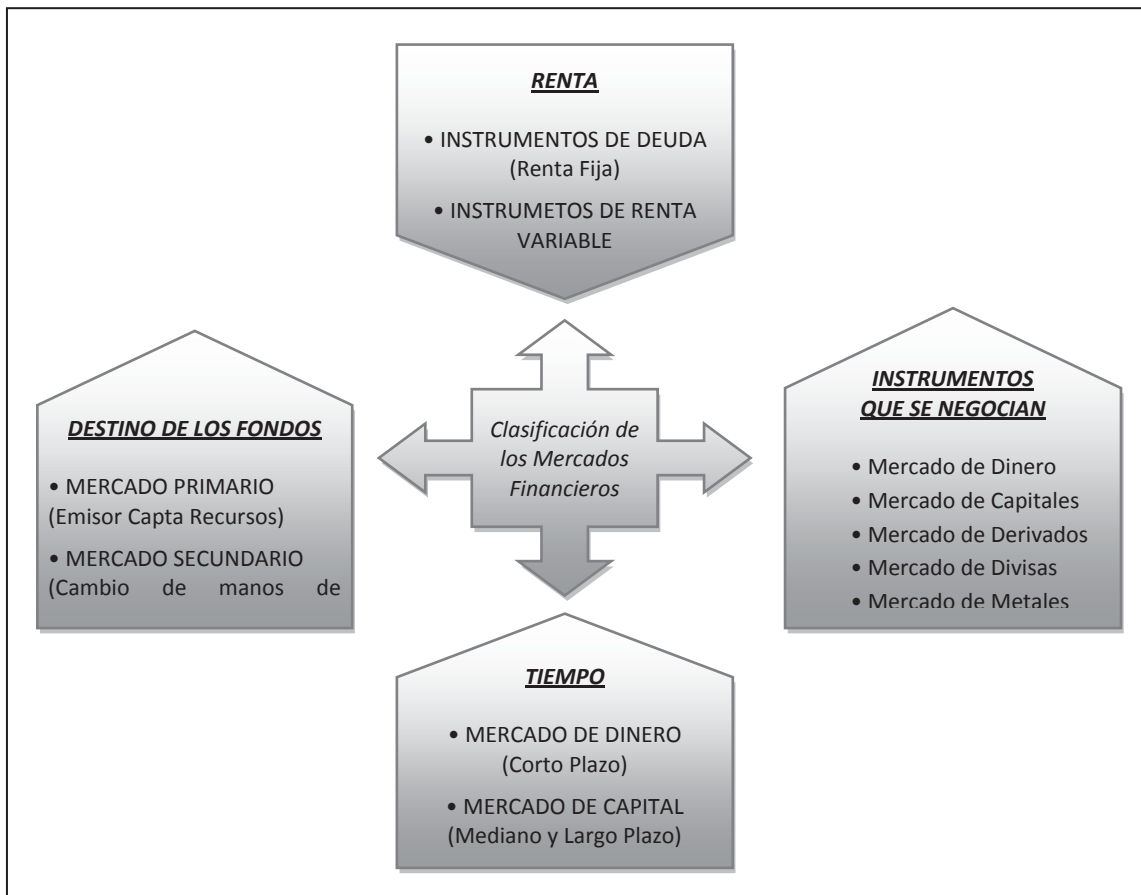 RENTA
• INSTRUMENTOS DE DEUDA
(Renta Fija)
• INSTRUMETOS DE RENTA
VARIABLE
DESTINO DE LOS FONDOS
• MERCADO PRIMARIO
(Emisor Capta Recursos)
• MERCADO SECUNDARIO
(Cambio de manos de
Clasificación de
los Mercados
Financieros
INSTRUMENTOS
QUE SE NEGOCIAN
• Mercado de Dinero
• Mercado de Capitales
• Mercado de Derivados
• Mercado de Divisas
• Mercado de Metales
TIEMPO
• MERCADO DE DINERO
(Corto Plazo)
• MERCADO DE CAPITAL
(Mediano y Largo Plazo)